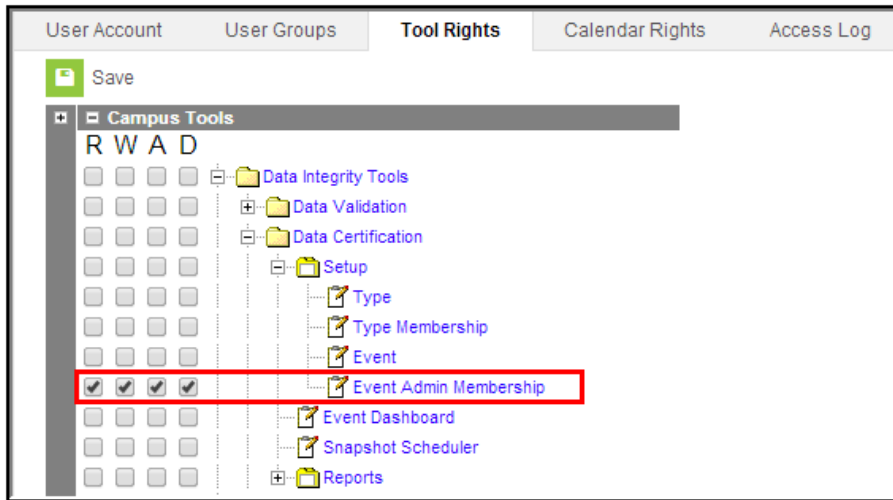 User Account User Groups Tool Rights Calendar Rights Access Log
Save
Campus Tools
R W A D
Data Integrity Tools
Data Validation
Data Certification
Setup
Type
Type Membership
Event
Event Admin Membership
Event Dashboard
Snapshot Scheduler
Reports